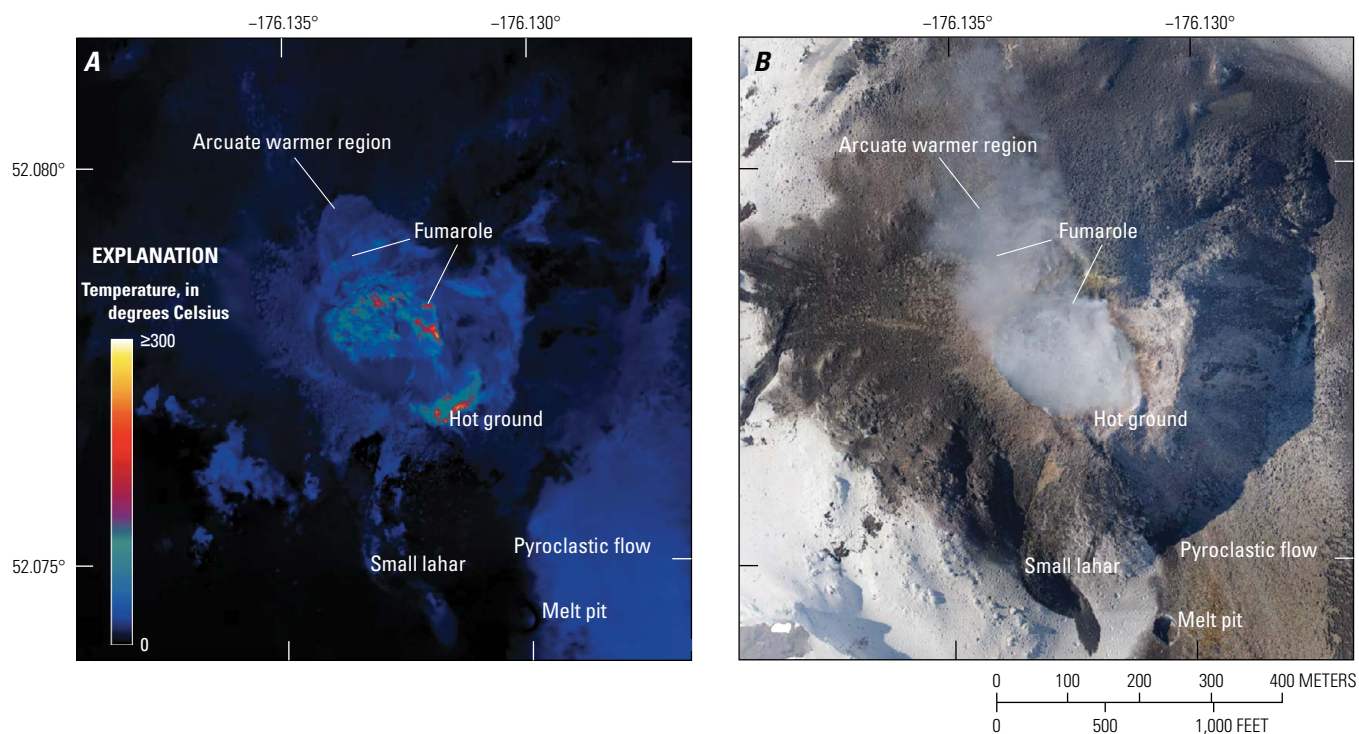 −176.135°
−176.130°
−176.135°
−176.130°
A
B
Arcuate warmer region
Arcuate warmer region
52.080°
Fumarole
Fumarole
EXPLANATION
Temperature, in
degrees Celsius
≥300
0
Hot ground
Hot ground
52.075°
Pyroclastic flow
Pyroclastic flow
Small lahar
Small lahar
Melt pit
Melt pit
0 100 200 300 400 METERS
0 500 1,000 FEET